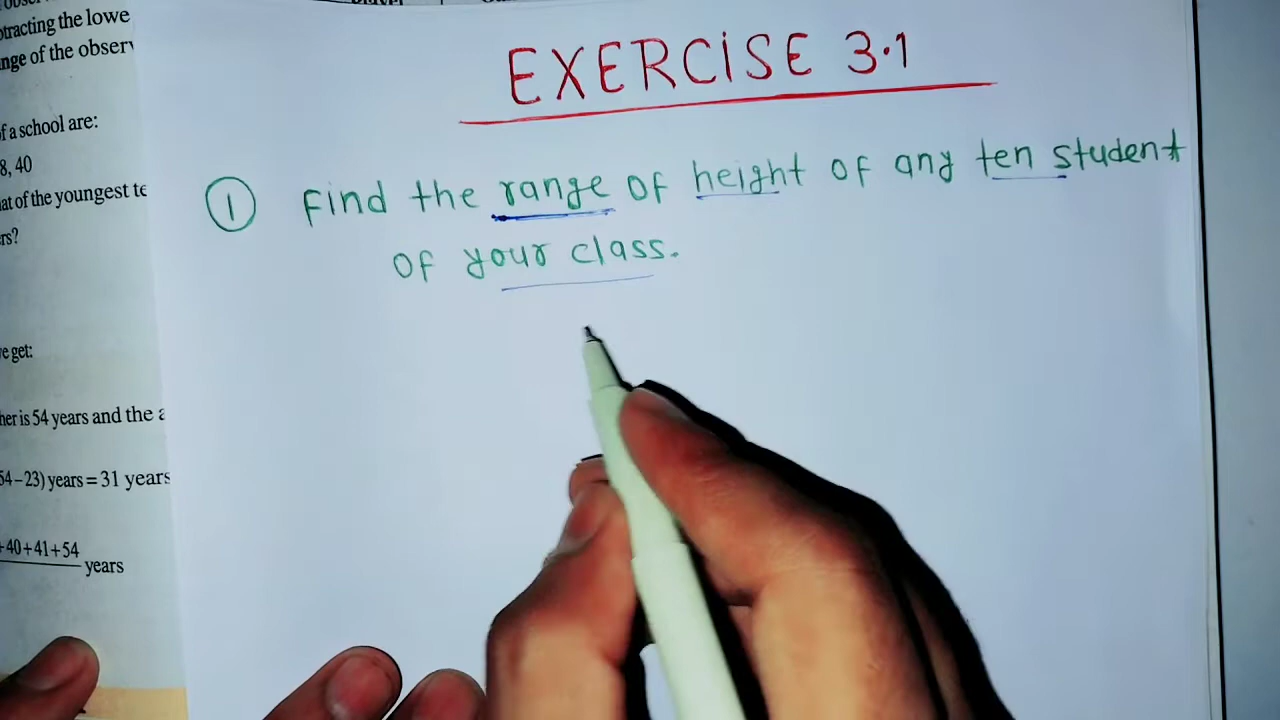 tracting the lowe
nge of the observ
f a school are:
8, 40
at of the youngest te
rs?
e get:
her is 54 years and the a
54–23) years = 31 years
+40+41+54
years
EXERCISE 3.1
1 Find the range of height of any ten student
of your class.